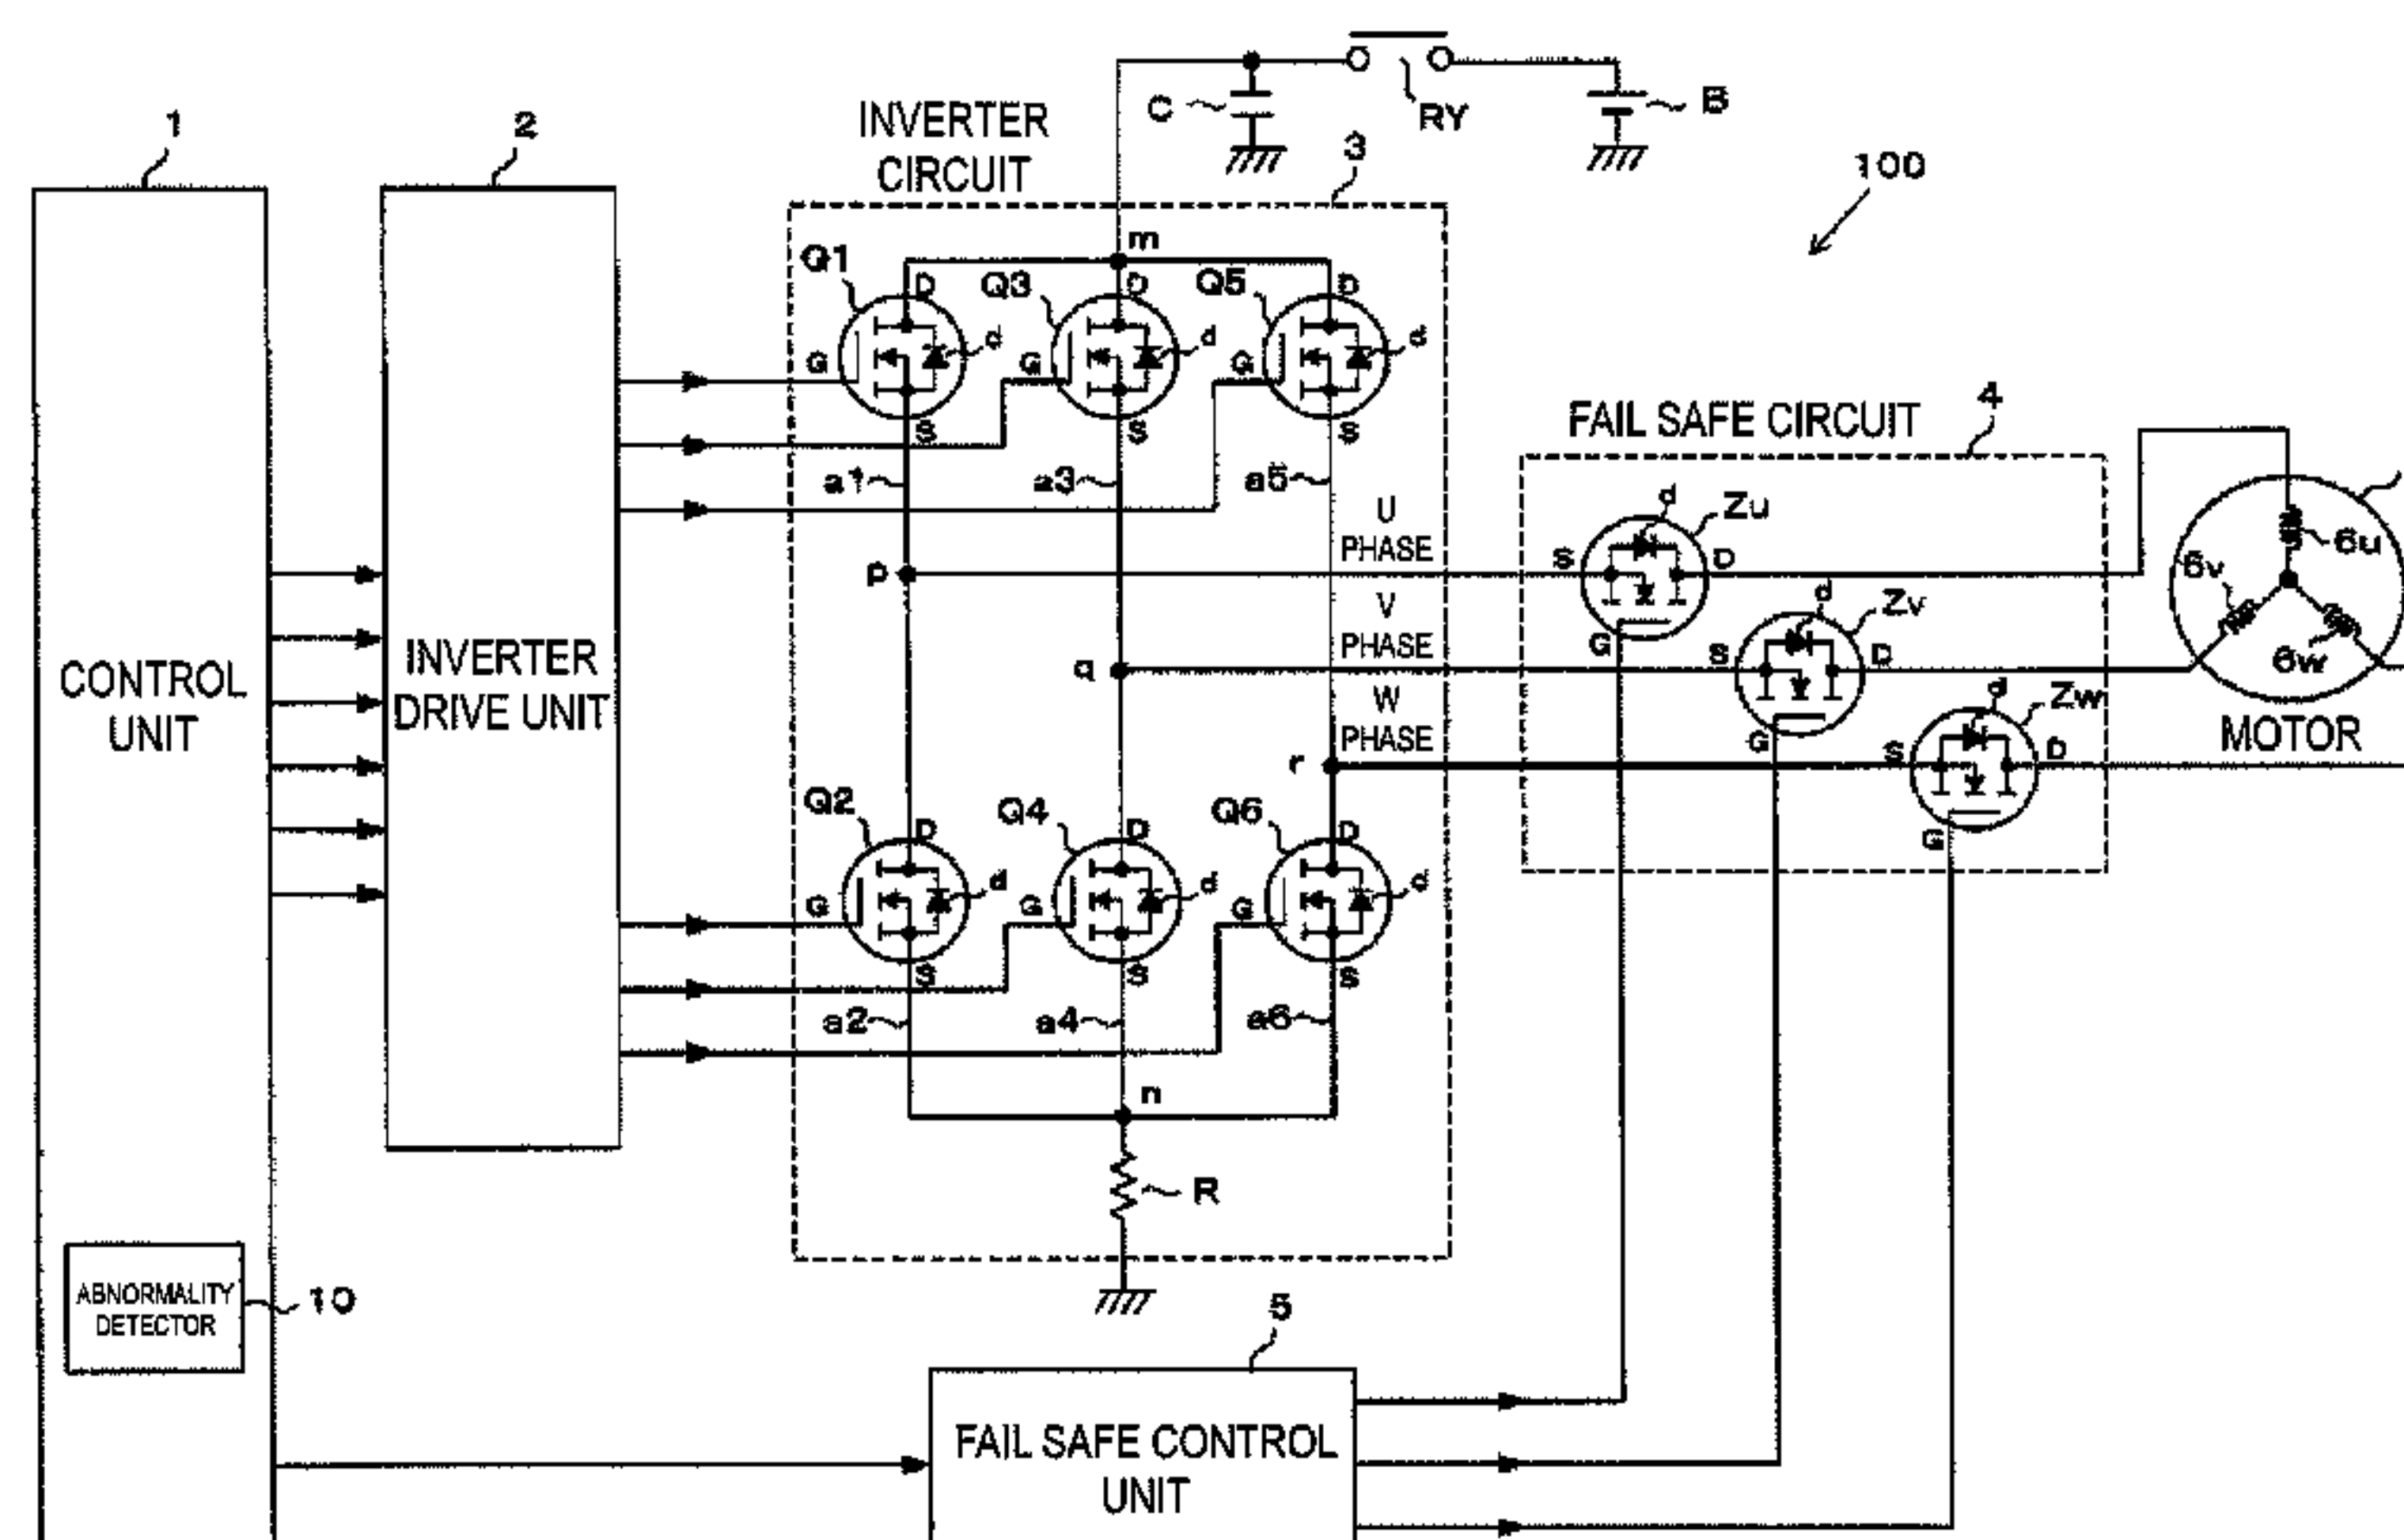 C
RY
B
1
2
INVERTER
CIRCUIT
3
100
m
Q1
D
Q3
D
Q5
D
G
d
G
d
G
d
S
S
S
a1
a3
a5
4
FAIL SAFE CIRCUIT
U
PHASE
d
Zu
S
D
G
p
V
PHASE
d
Zv
S
D
G
q
W
PHASE
d
Zw
S
D
G
r
6u
6v
6w
MOTOR
CONTROL
UNIT
INVERTER
DRIVE UNIT
Q2
D
Q4
D
Q6
D
G
d
G
d
G
d
S
S
S
a2
a4
a6
n
R
ABNORMALITY
DETECTOR
10
5
FAIL SAFE CONTROL
UNIT